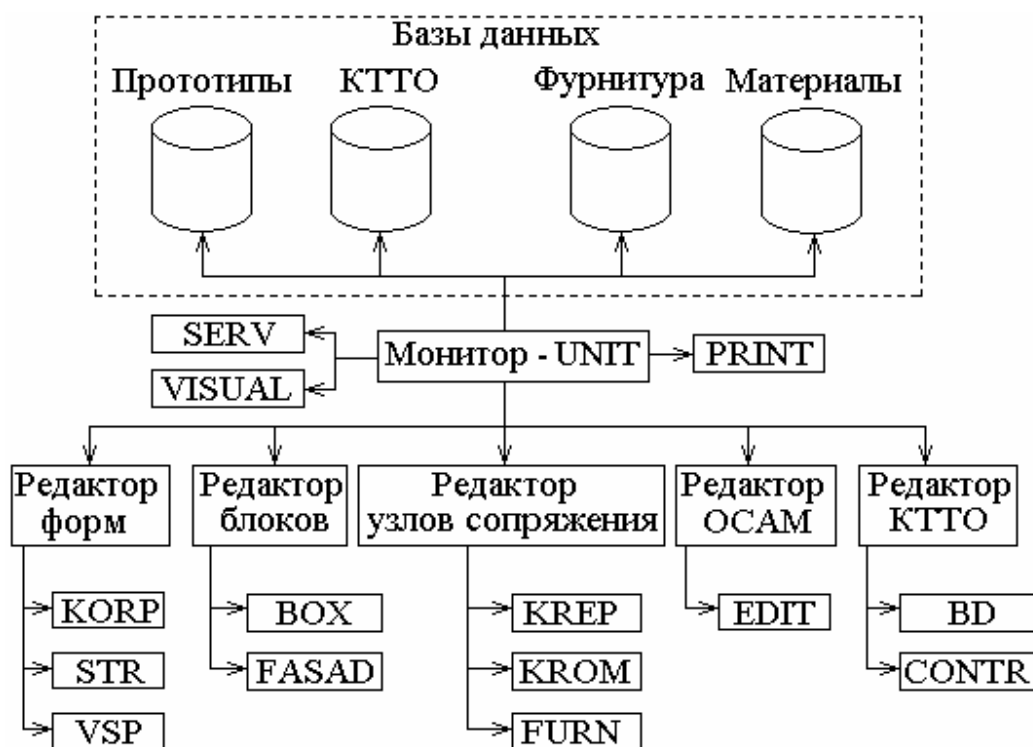 Базы данных
Прототипы КТТО Фурнитура Материалы
SERV
Монитор - UNIT
PRINT
VISUAL
Редактор форм
Редактор блоков
Редактор узлов сопряжения
Редактор ОСАМ
Редактор КТТО
KORP
BOX
KREP
EDIT
BD
STR
FASAD
KROM
CONTR
VSP
FURN